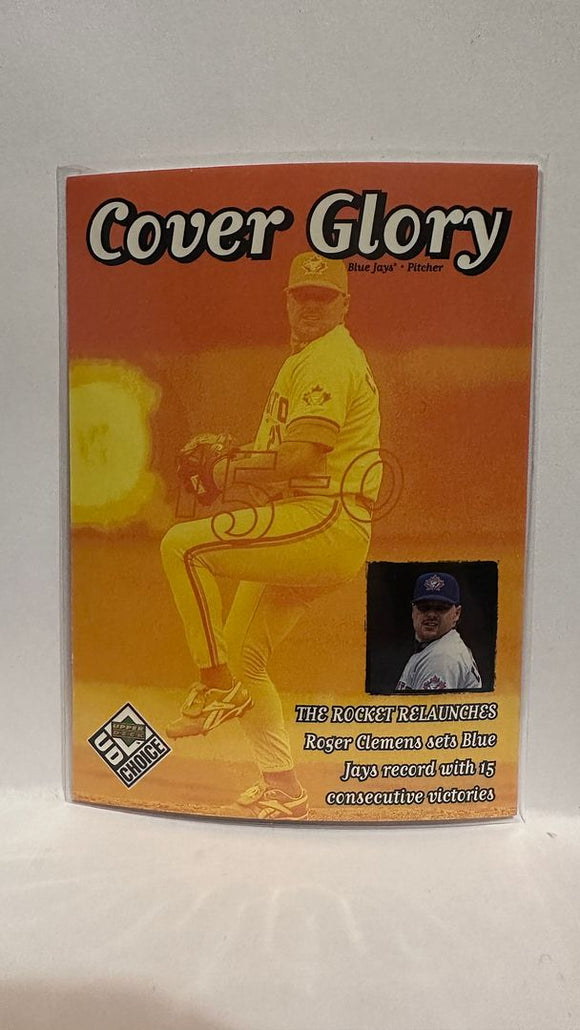 Cover Glory
Blue Jays® • Pitcher
15-0
THE ROCKET RELAUNCHES
Roger Clemens sets Blue
Jays record with 15
consecutive victories
UPPER DECK
UD
CHOICE